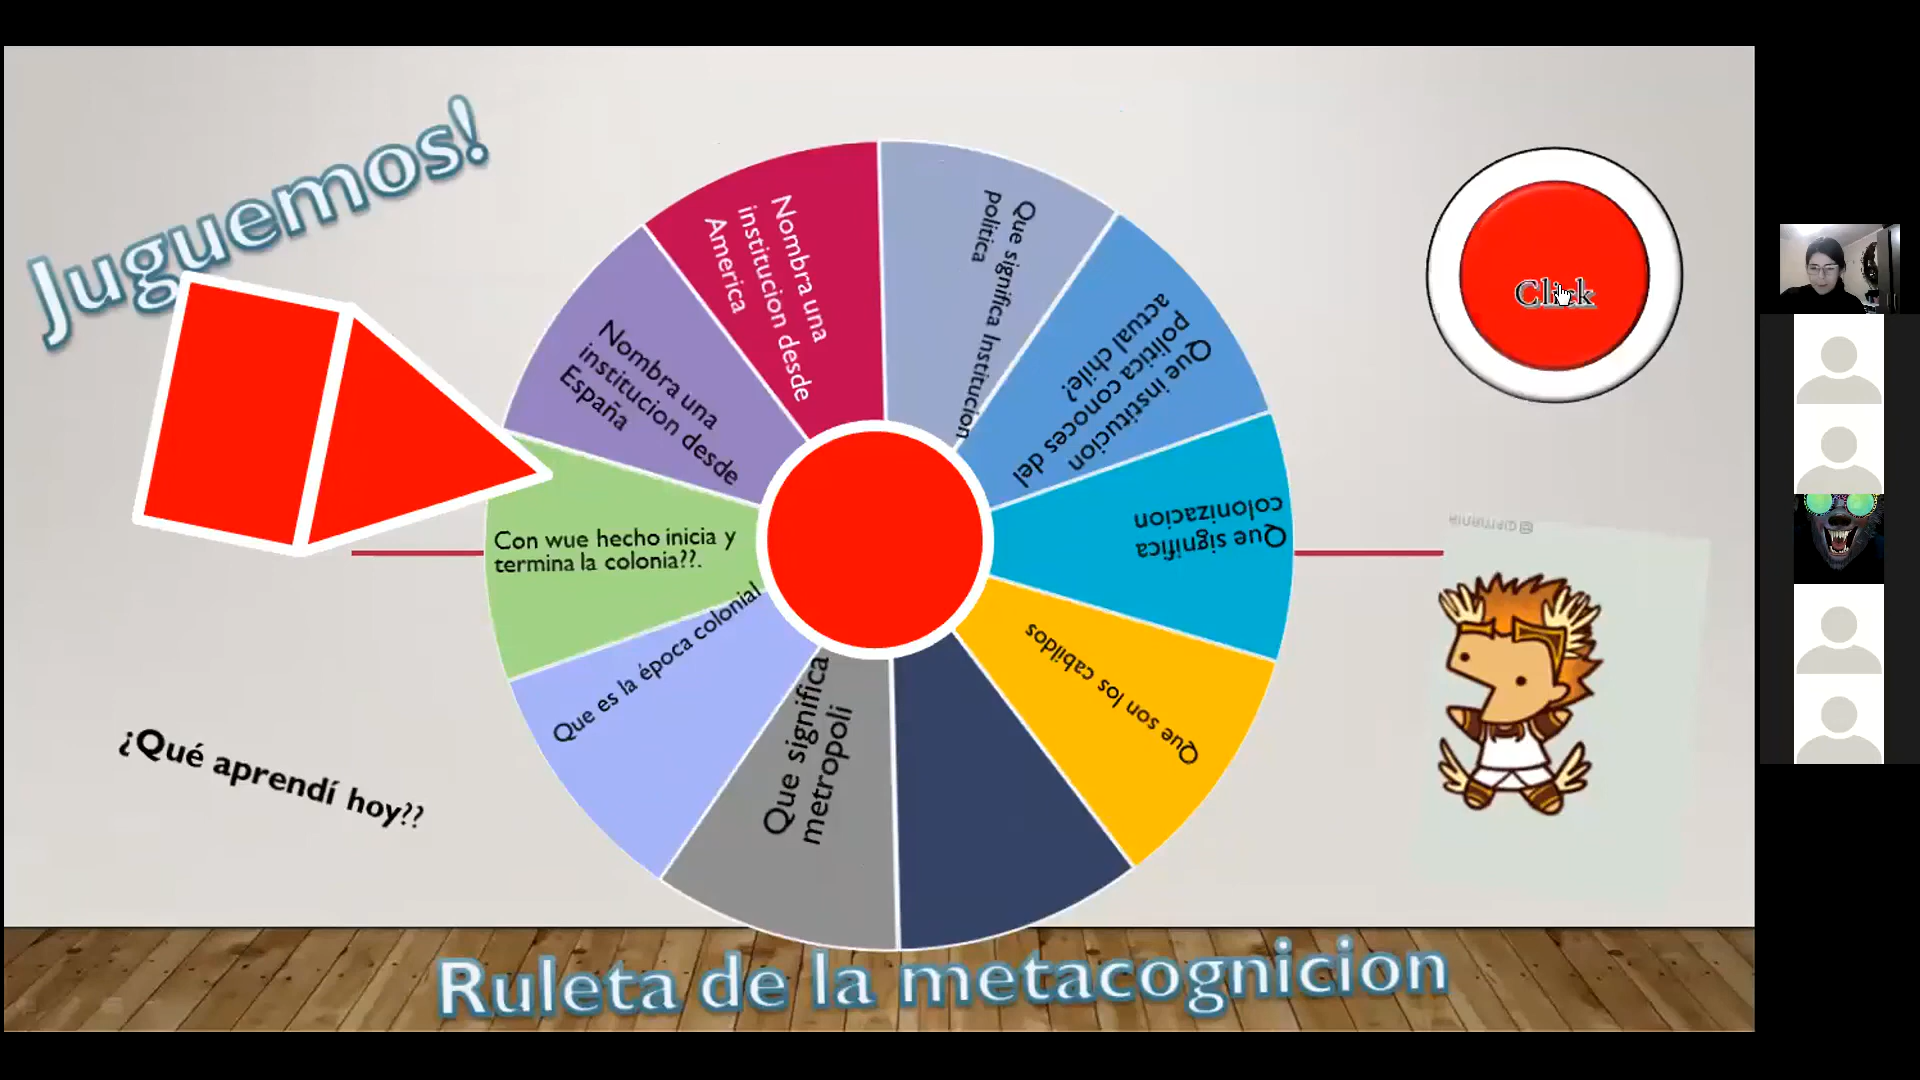 Juguemos!
Nombra una
institucion desde
America
Que significa Institucion
politica
Que institucion
politica conoces del
actual chile?
Nombra una
institucion desde
España
Click
Que significa
colonizacion
Con wue hecho inicia y
termina la colonia??.
Que son los cabildos
Que es la época colonial
Que significa
metropoli
¿Qué aprendí hoy??
Ruleta de la metacognicion